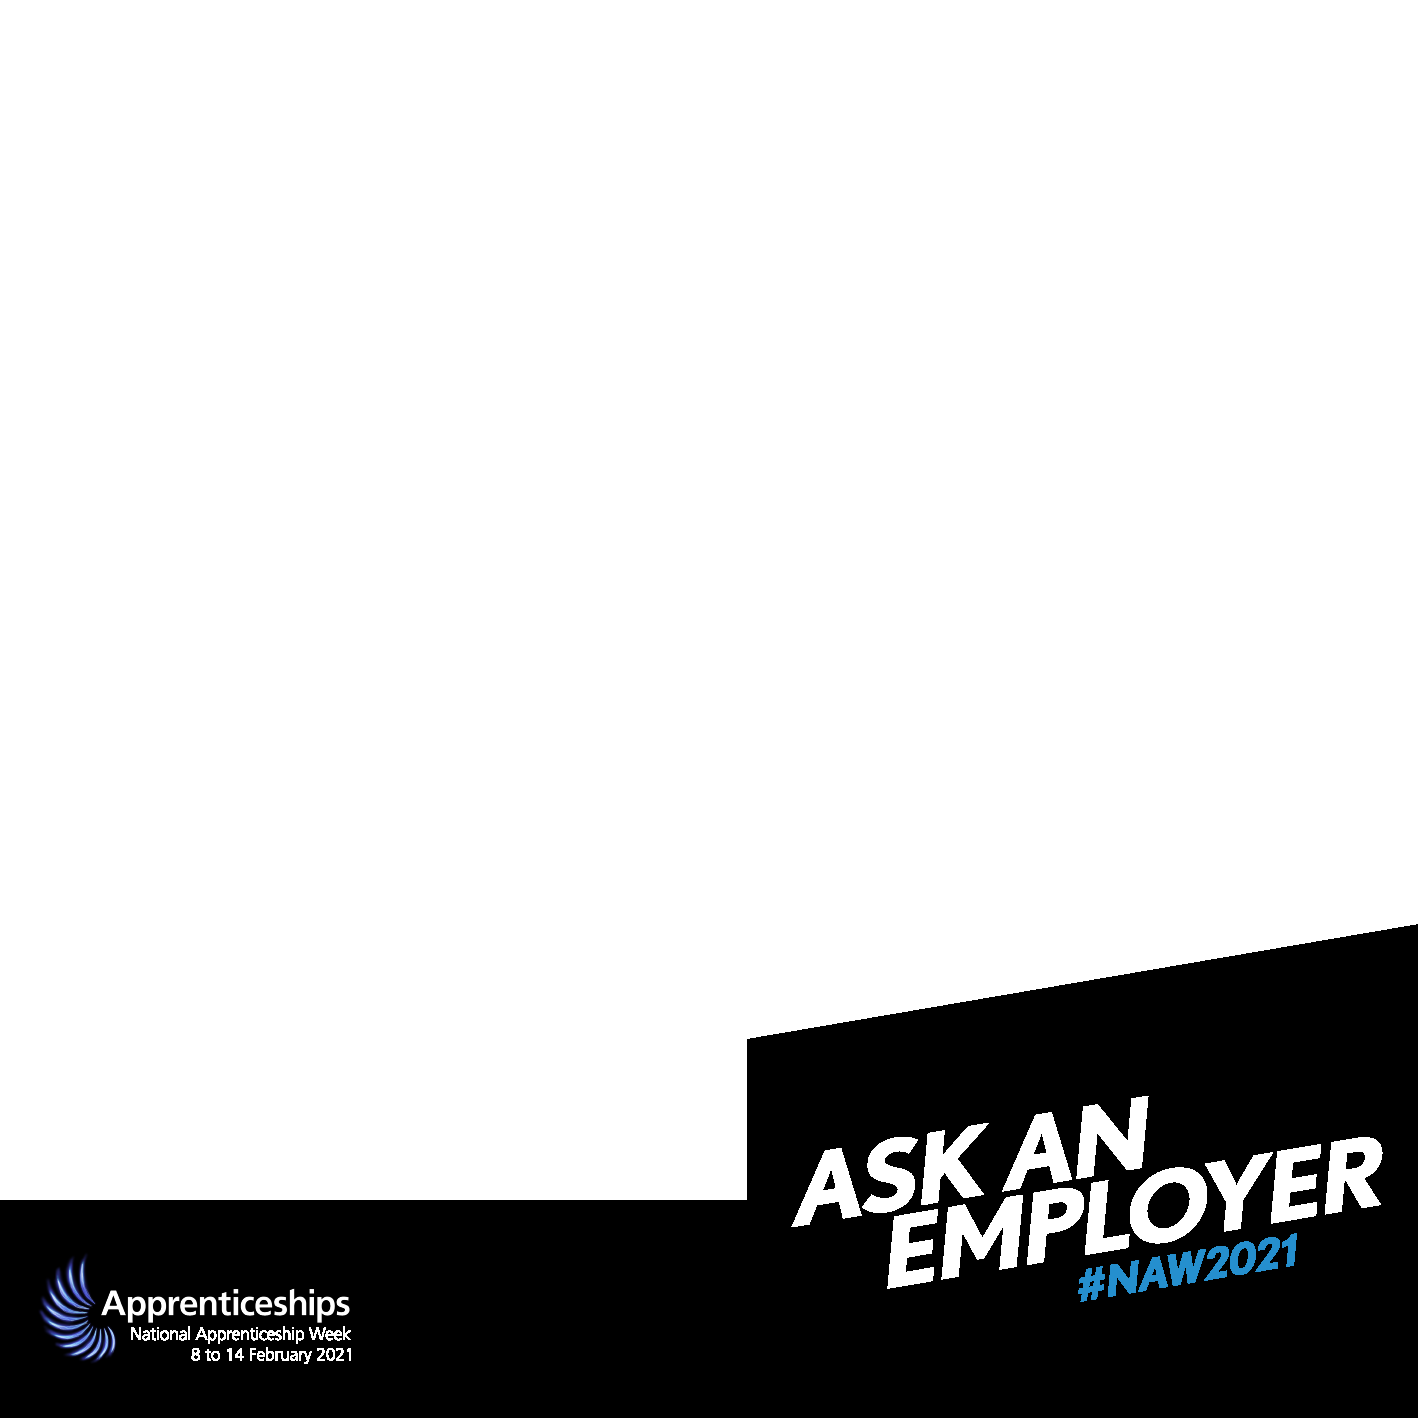 ASK AN
EMPLOYER
#NAW2021
Apprenticeships
National Apprenticeship Week
8 to 14 February 2021